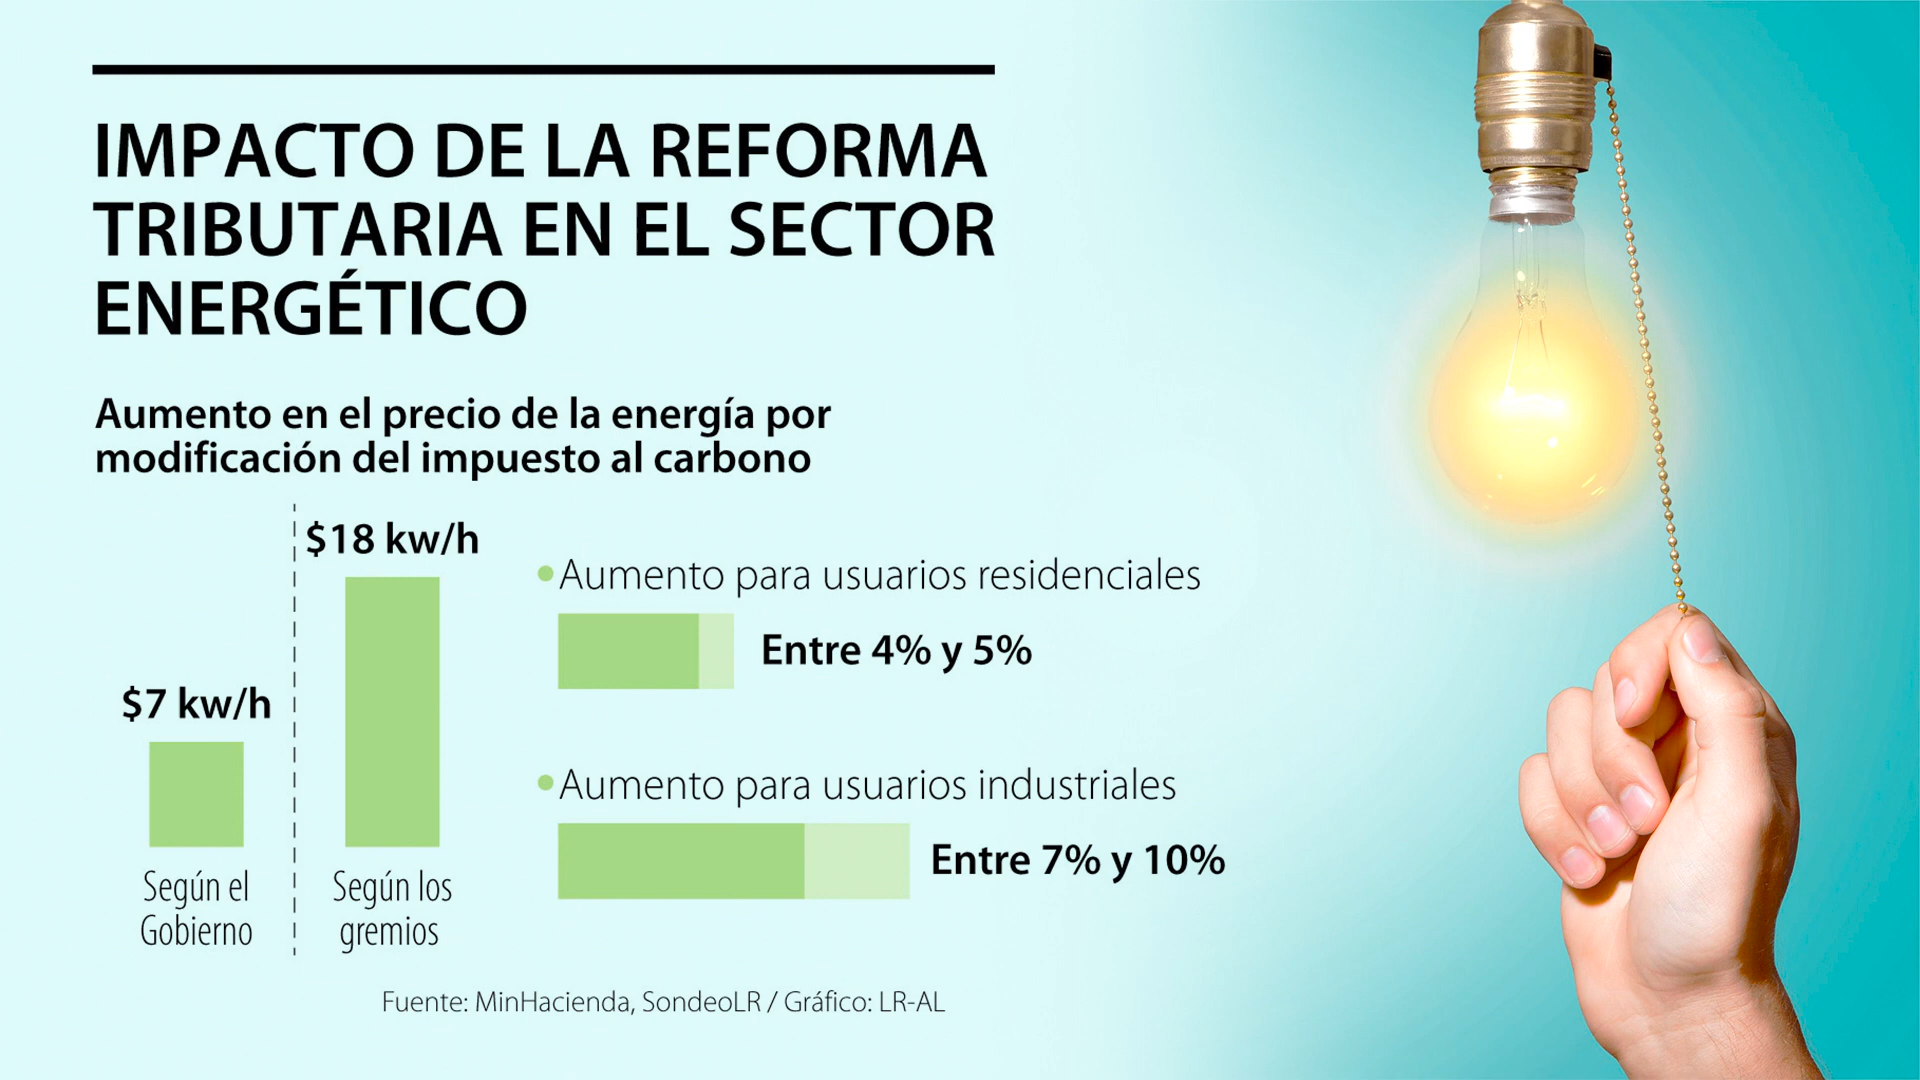 IMPACTO DE LA REFORMA
TRIBUTARIA EN EL SECTOR
ENERGÉTICO
Aumento en el precio de la energía por
modificación del impuesto al carbono
$7 kw/h
Según el
Gobierno
$18 kw/h
Según los
gremios
Aumento para usuarios residenciales
Entre 4% y 5%
Aumento para usuarios industriales
Entre 7% y 10%
Fuente: MinHacienda, SondeoLR / Gráfico: LR-AL